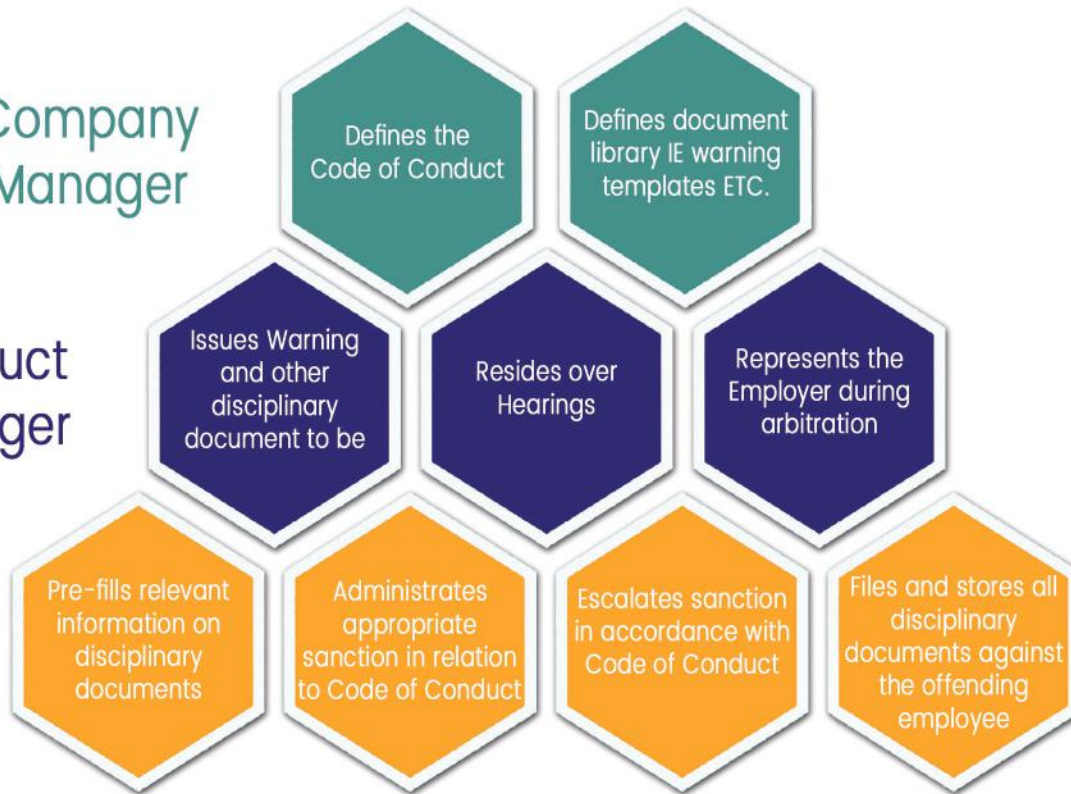 Company
Manager
Defines the
Code of Conduct
Defines document
library IE warning
templates ETC.
uct
ger
Issues Warning
and other
disciplinary
document to be
Resides over
Hearings
Represents the
Employer during
arbitration
Pre-fills relevant
information on
disciplinary
documents
Administrates
appropriate
sanction in relation
to Code of Conduct
Escalates sanction
in accordance with
Code of Conduct
Files and stores all
disciplinary
documents against
the offending
employee